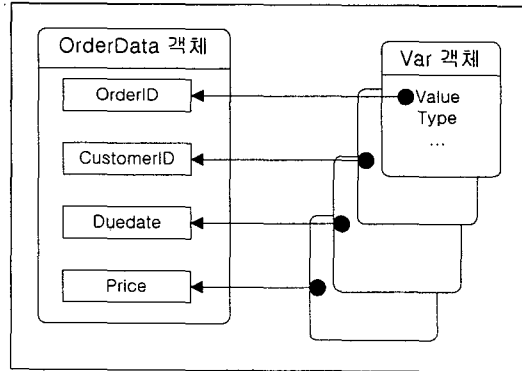 OrderData 객체
OrderID
CustomerID
Duedate
Price
Var 객체
Value
Type
...